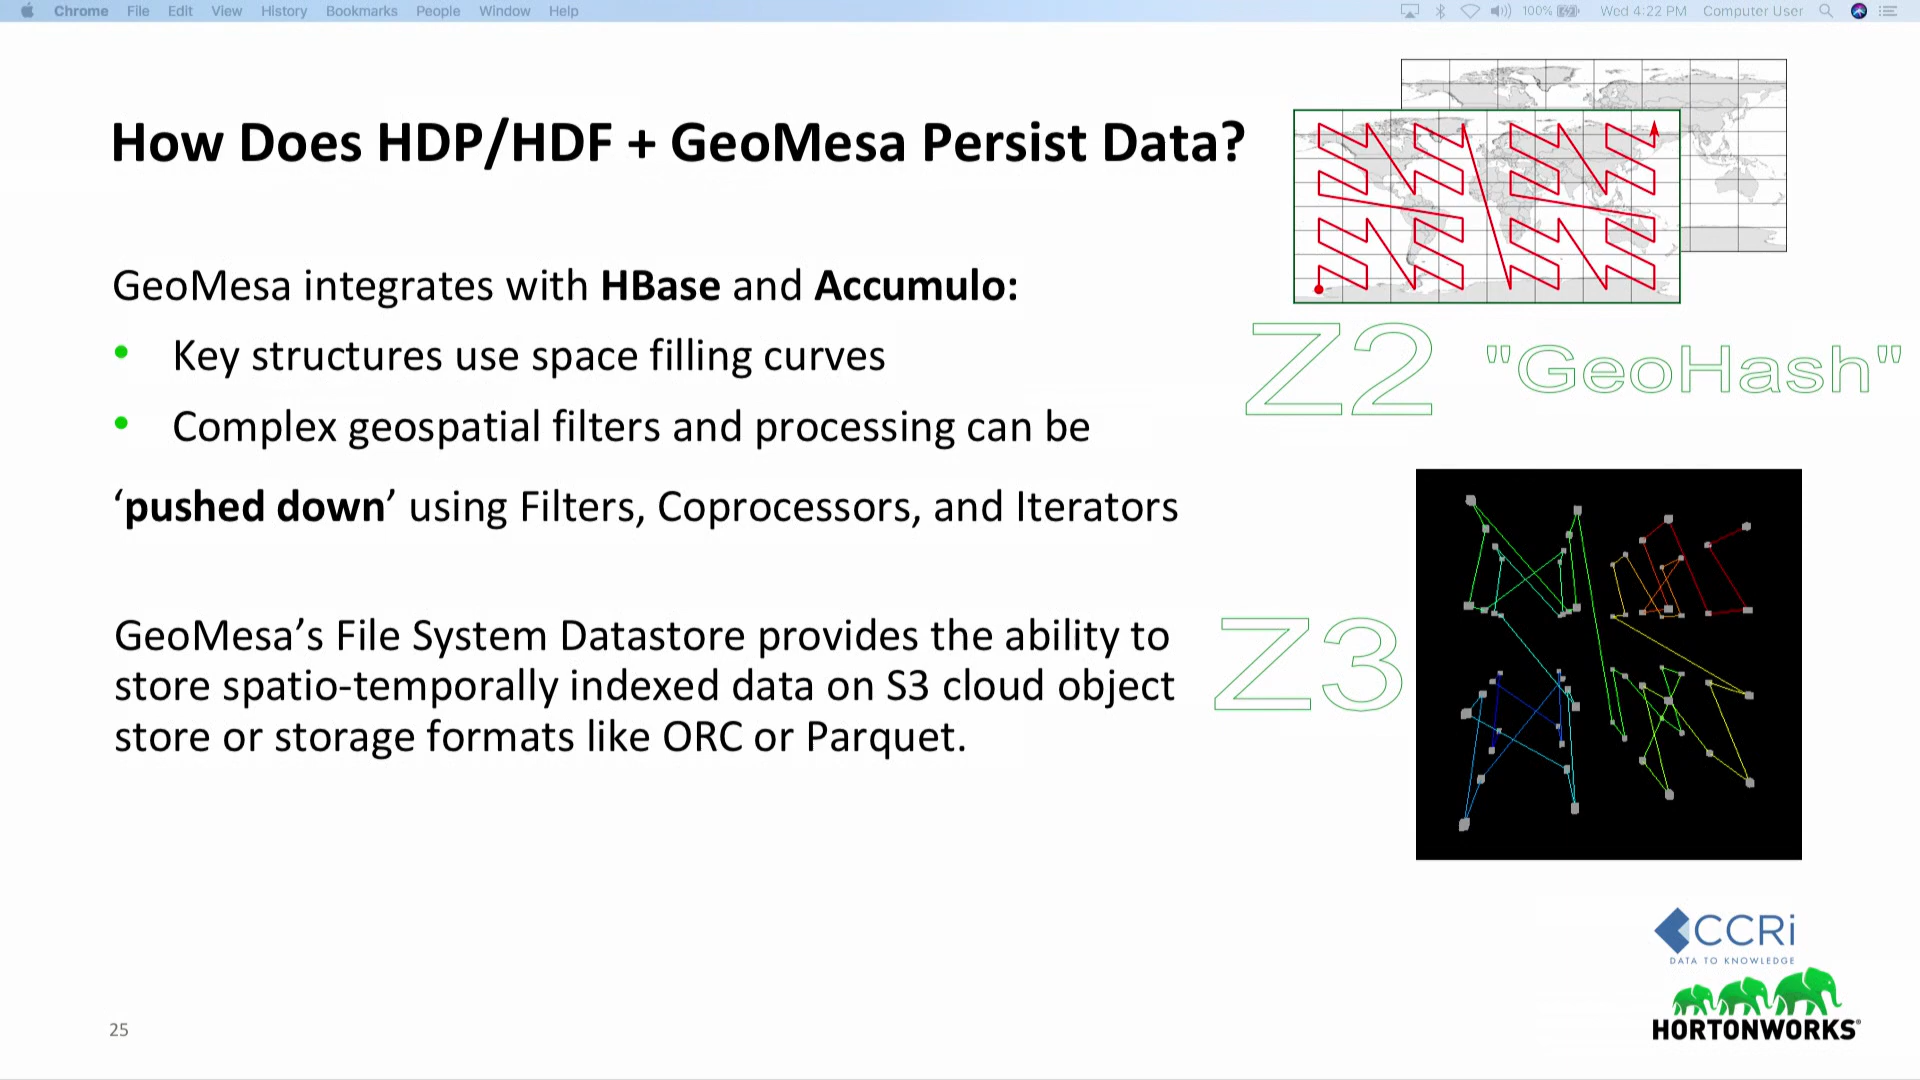 Chrome File Edit View History Bookmarks People Window Help
100% Wed 4:22 PM Computer User
How Does HDP/HDF + GeoMesa Persist Data?
GeoMesa integrates with HBase and Accumulo:
• Key structures use space filling curves
• Complex geospatial filters and processing can be
‘pushed down’ using Filters, Coprocessors, and Iterators
GeoMesa’s File System Datastore provides the ability to
store spatio-temporally indexed data on S3 cloud object
store or storage formats like ORC or Parquet.
Z2 "GeoHash"
Z3
CCRi
DATA TO KNOWLEDGE
HORTONWORKS®
25